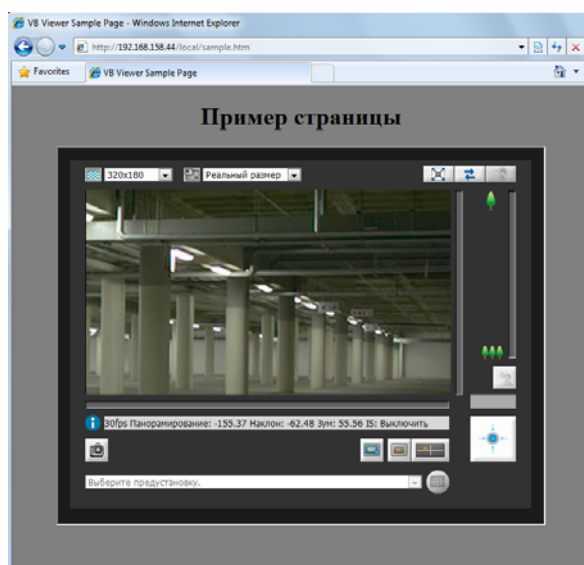 VB Viewer Sample Page - Windows Internet Explorer
http://192.168.158.44/local/sample.htm
Favorites VB Viewer Sample Page
Пример страницы
320x180 Реальный размер
30fps Панорамирование: -155.37 Наклон: -62.48 Зум: 55.56 IS: Выключить
Выберите предустановку.